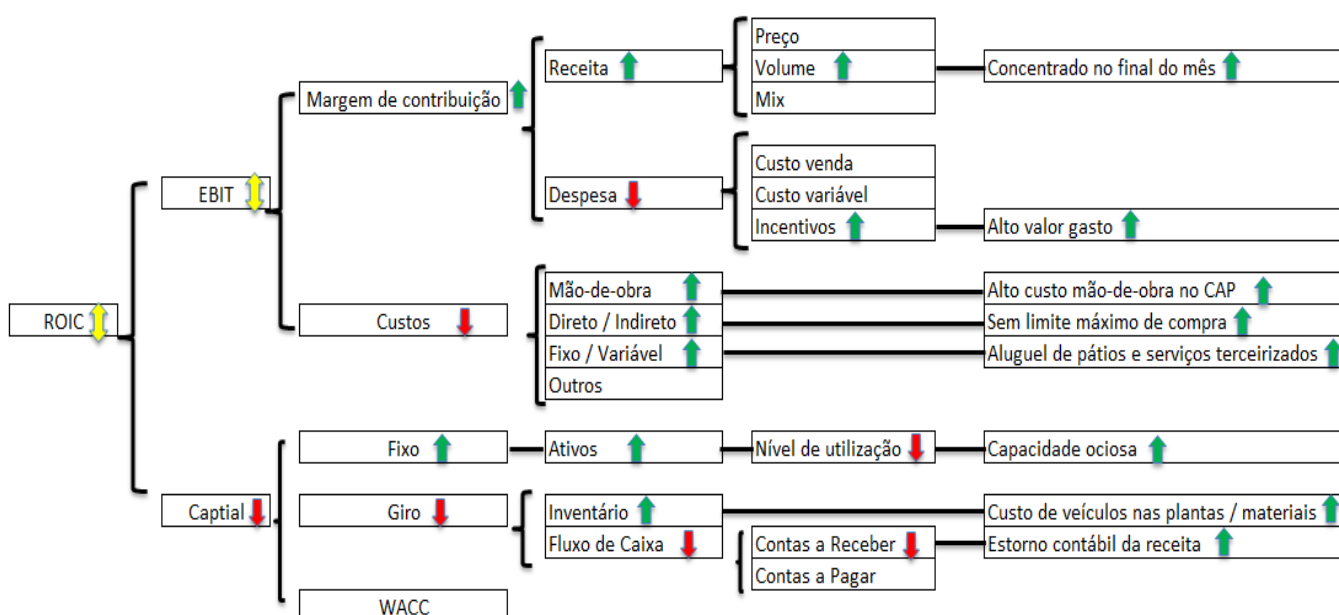 Preço
Receita
Volume
Concentrado no final do mês
Margem de contribuição
Mix
Custo venda
EBIT
Despesa
Custo variável
Incentivos
Alto valor gasto
Mão-de-obra
Alto custo mão-de-obra no CAP
ROIC
Custos
Direto / Indireto
Sem limite máximo de compra
Fixo / Variável
Aluguel de pátios e serviços terceirizados
Outros
Fixo
Ativos
Nível de utilização
Capacidade ociosa
Captial
Giro
Inventário
Custo de veículos nas plantas / materiais
Fluxo de Caixa
Contas a Receber
Estorno contábil da receita
Contas a Pagar
WACC